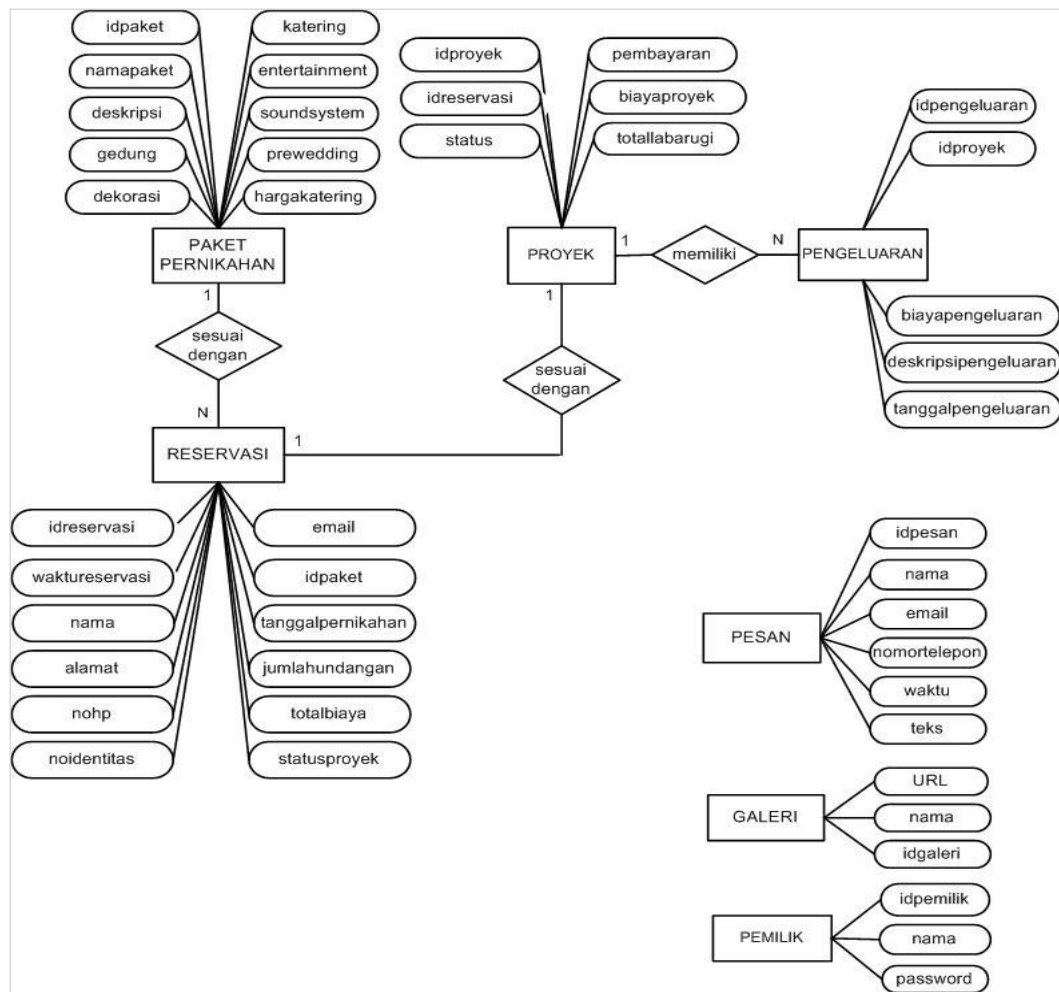 idpaket
katering
namapaket
entertainment
deskripsi
soundsystem
gedung
prewedding
dekorasi
hargakatering
PAKET
PERNIKAHAN
1
sesuai
dengan
N
idproyek
pembayaran
idreservasi
biayaproyek
status
totallabarugi
PROYEK
1
memiliki
N
1
sesuai
dengan
idpengeluaran
idproyek
PENGELUARAN
biayapengeluaran
deskripsipengeluaran
tanggalpengeluaran
RESERVASI
1
idreservasi
email
waktureservasi
idpaket
nama
tanggalpernikahan
alamat
jumlahundangan
nohp
totalbiaya
noidentitas
statusproyek
PESAN
idpesan
nama
email
nomortelepon
waktu
teks
GALERI
URL
nama
idgaleri
PEMILIK
idpemilik
nama
password